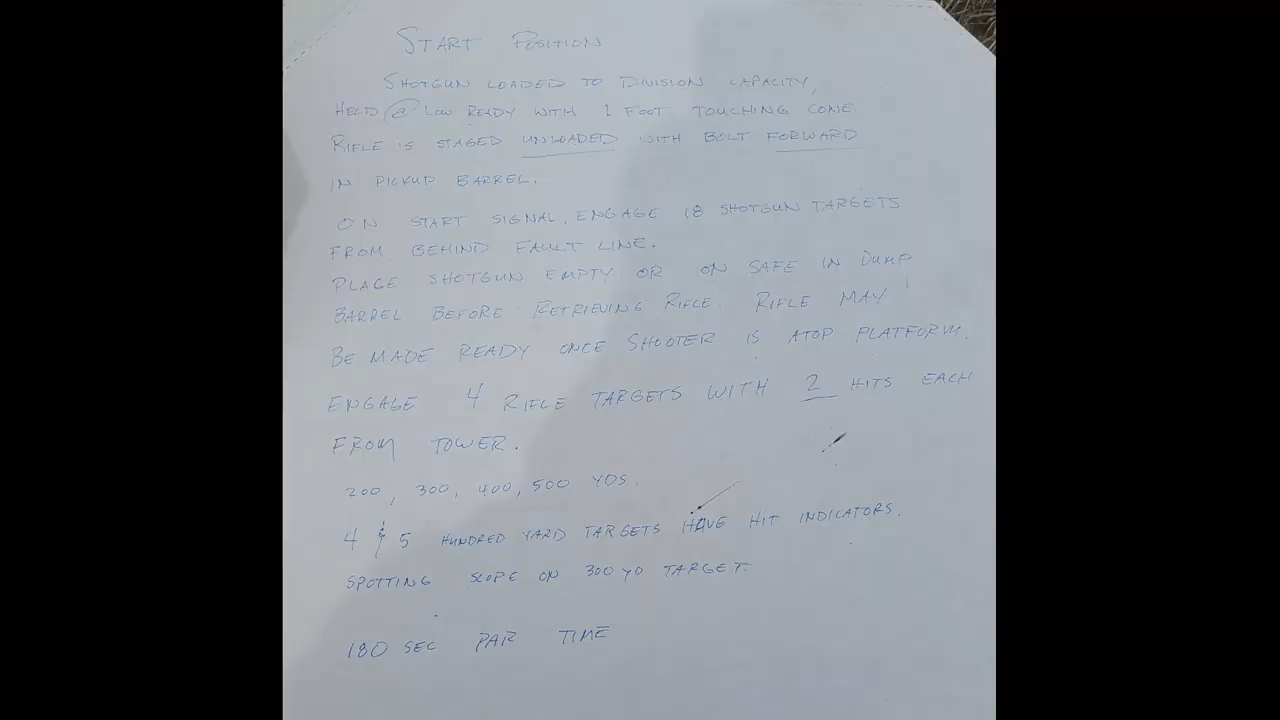 START POSITION
SHOTGUN LOADED TO DIVISION CAPACITY,
HELD @ LOW READY WITH 1 FOOT TOUCHING CONE
RIFLE IS STAGED UNLOADED WITH BOLT FORWARD
IN PICKUP BARREL.
ON START SIGNAL, ENGAGE 18 SHOTGUN TARGETS
FROM BEHIND FAULT LINE.
PLACE SHOTGUN EMPTY OR ON SAFE IN DUMP
BARREL BEFORE RETRIEVING RIFLE. RIFLE MAY
BE MADE READY ONCE SHOOTER IS ATOP PLATFORM.
ENGAGE 4 RIFLE TARGETS WITH 2 HITS EACH
FROM TOWER.
200, 300, 400, 500 YDS.
4 & 5 HUNDRED YARD TARGETS HAVE HIT INDICATORS.
SPOTTING SCOPE ON 300 YD TARGET.
180 SEC PAR TIME